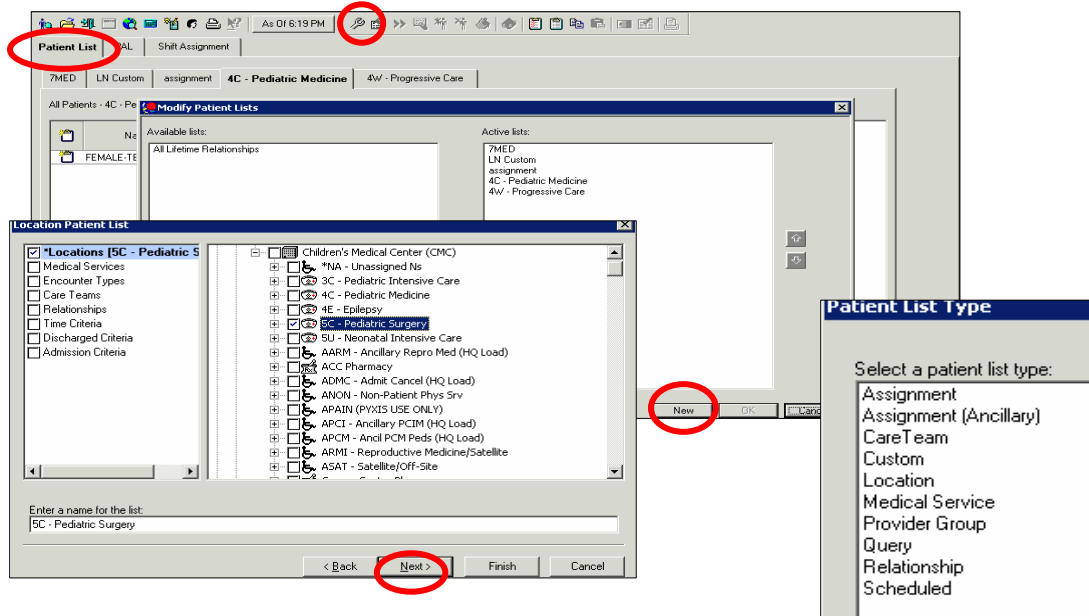 As Of 6:19 PM
Patient List PAL Shift Assignment
7MED LN Custom assignment 4C - Pediatric Medicine 4W - Progressive Care
All Patients - 4C - Pe
Na
FEMALE-TE
Modify Patient Lists
Available lists:
All Lifetime Relationships
Active lists:
7MED
LN Custom
assignment
4C - Pediatric Medicine
4W - Progressive Care
New OK Canc
Location Patient List
*Locations [5C - Pediatric S
Medical Services
Encounter Types
Care Teams
Relationships
Time Criteria
Discharged Criteria
Admission Criteria
Children's Medical Center (CMC)
*NA - Unassigned Ns
3C - Pediatric Intensive Care
4C - Pediatric Medicine
4E - Epilepsy
5C - Pediatric Surgery
5U - Neonatal Intensive Care
AARM - Ancillary Repro Med (HQ Load)
ACC Pharmacy
ADMC - Admit Cancel (HQ Load)
ANON - Non-Patient Phys Srv
APAIN (PYXIS USE ONLY)
APCI - Ancillary PCIM (HQ Load)
APCM - Ancil PCM Peds (HQ Load)
ARMI - Reproductive Medicine/Satellite
ASAT - Satellite/Off-Site
Enter a name for the list:
5C - Pediatric Surgery
< Back Next > Finish Cancel
Patient List Type
Select a patient list type:
Assignment
Assignment (Ancillary)
CareTeam
Custom
Location
Medical Service
Provider Group
Query
Relationship
Scheduled